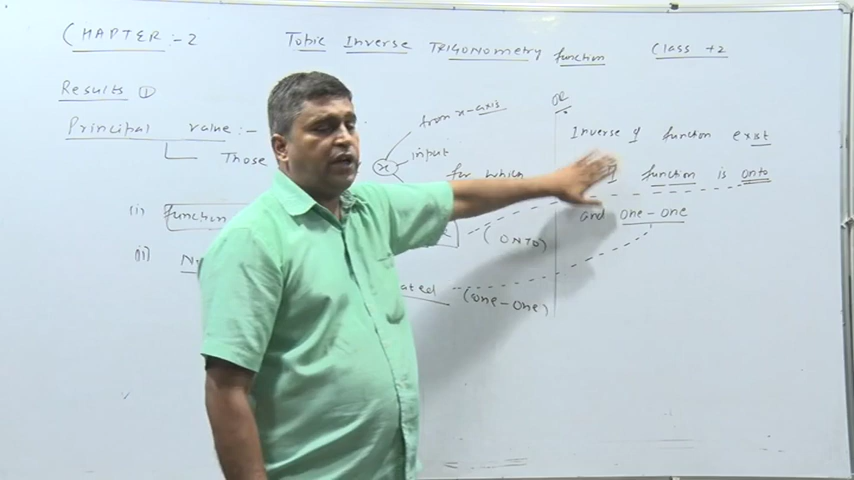 CHAPTER :- 2 Topic Inverse TRIGONOMETRY function Class +2
Results ①
Principal value :-
Those x
from x-axis
input
for which
(i) function
(ONTO)
(ii)
ated (one-one)
OR
Inverse of function exist
function is onto
and one-one